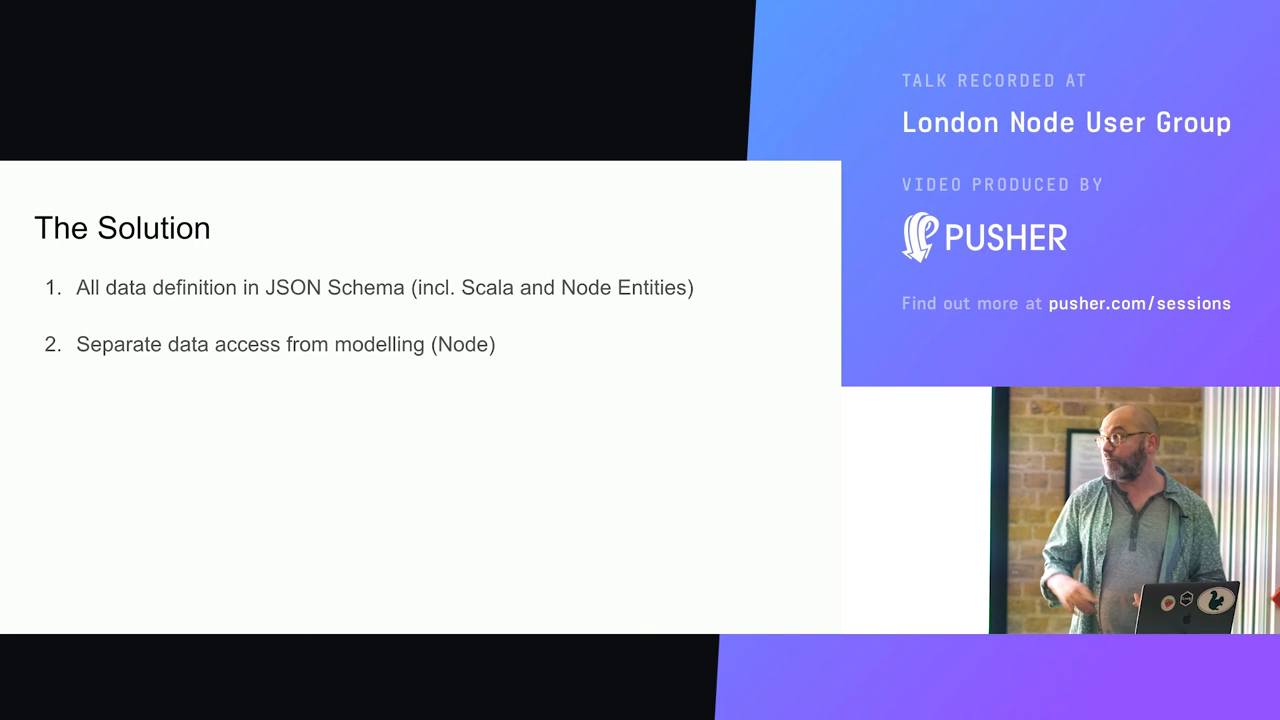 TALK RECORDED AT
London Node User Group
VIDEO PRODUCED BY
PUSHER
Find out more at pusher.com/sessions
The Solution
1. All data definition in JSON Schema (incl. Scala and Node Entities)
2. Separate data access from modelling (Node)